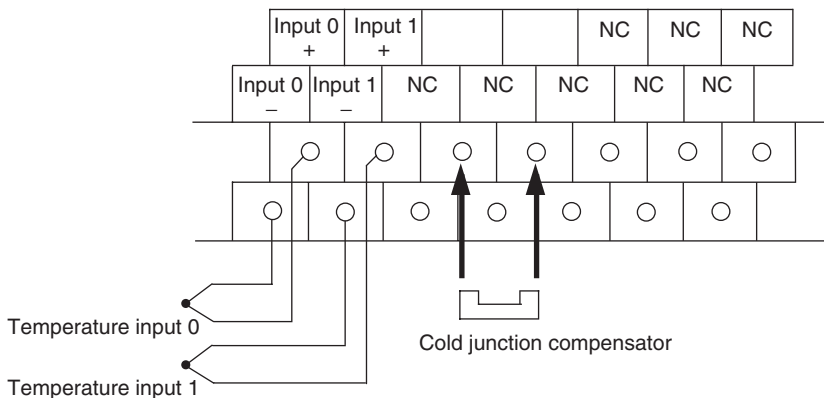 Input 0 Input 1 NC NC NC
+ +
Input 0 Input 1 NC NC NC NC NC
– –
Temperature input 0
Cold junction compensator
Temperature input 1